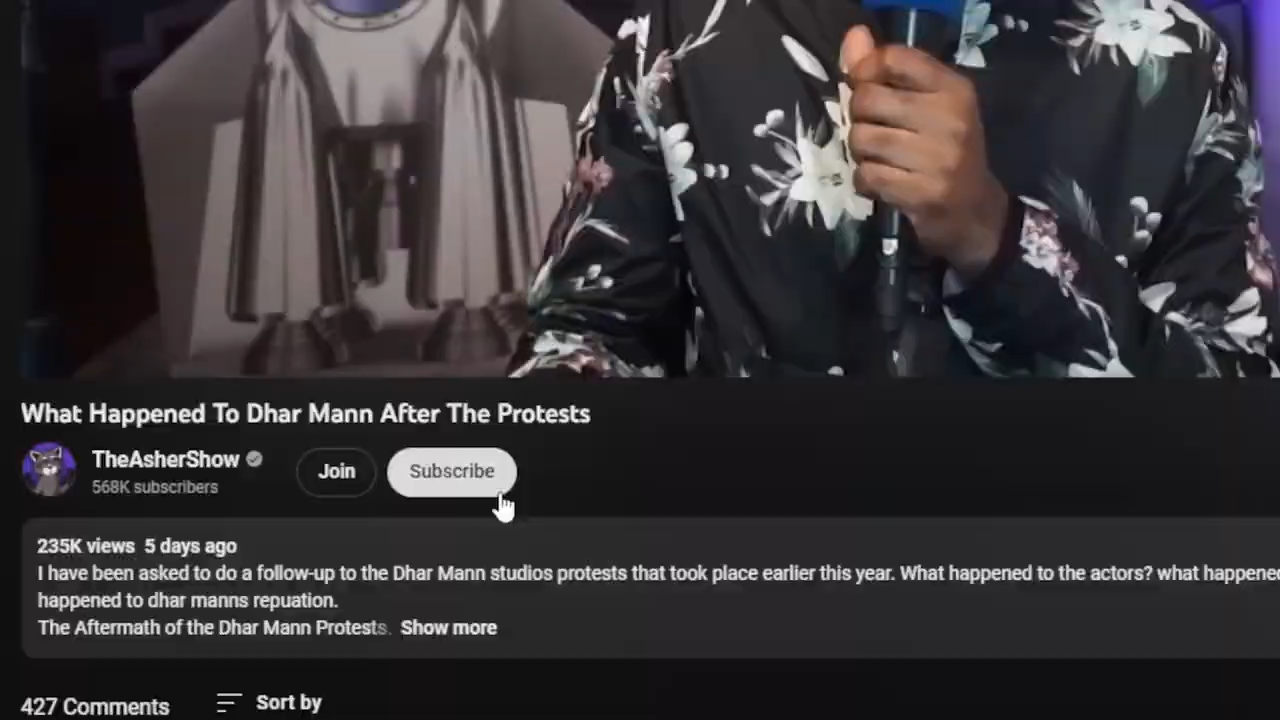 What Happened To Dhar Mann After The Protests
TheAsherShow
568K subscribers
Join
Subscribe
235K views 5 days ago
I have been asked to do a follow-up to the Dhar Mann studios protests that took place earlier this year. What happened to the actors? what happened
happened to dhar manns repuation.
The Aftermath of the Dhar Mann Protests. Show more
427 Comments
Sort by